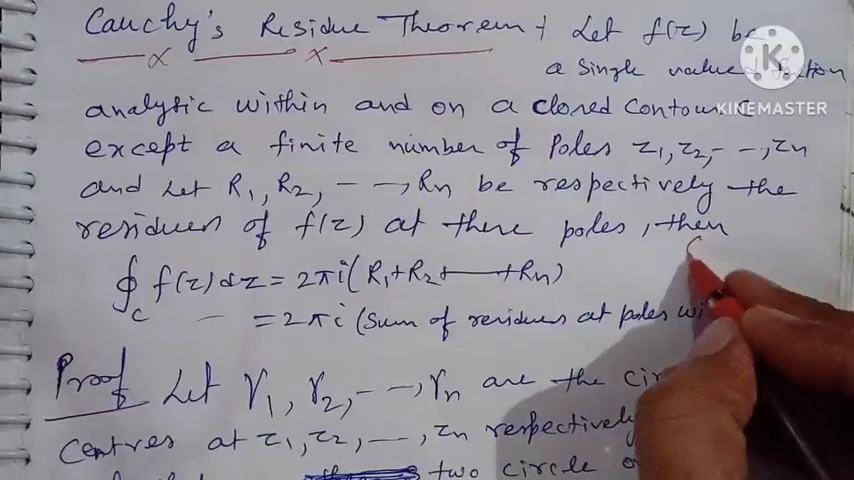 Cauchy's Residue Theorem + Let f(z) be
a single valued
analytic within and on a closed contour
except a finite number of Poles z1, z2, - - -, zn
and let R1, R2, - - -, Rn be respectively the
residues of f(z) at these poles, then
∮c f(z)dz = 2πi(R1+R2+——+Rn)
= 2πi (Sum of residues at poles wi
Proof Let γ1, γ2, - - -, γn are the cir
centres at z1, z2, - - -, zn respectively
two circle
K
KINEMASTER